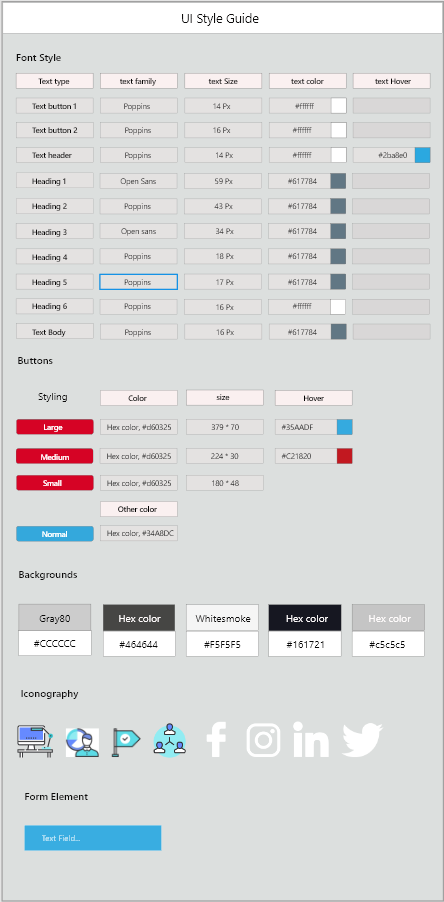 UI Style Guide
Font Style
Text type text family text Size text color text Hover
Text button 1 Poppins 14 Px #ffffff
Text button 2 Poppins 16 Px #ffffff
Text header Poppins 14 Px #ffffff #2ba8e0
Heading 1 Open Sans 59 Px #617784
Heading 2 Poppins 43 Px #617784
Heading 3 Open sans 34 Px #617784
Heading 4 Poppins 18 Px #617784
Heading 5 Poppins 17 Px #617784
Heading 6 Poppins 16 Px #ffffff
Text Body Poppins 16 Px #617784
Buttons
Styling Color size Hover
Large Hex color, #d60325 379 * 70 #35AADF
Medium Hex color, #d60325 224 * 30 #C21820
Small Hex color, #d60325 180 * 48
Other color
Normal Hex color, #34A8DC
Backgrounds
Gray80 Hex color Whitesmoke Hex color Hex color
#CCCCCC #464644 #F5F5F5 #161721 #c5c5c5
Iconography
Form Element
Text Field...